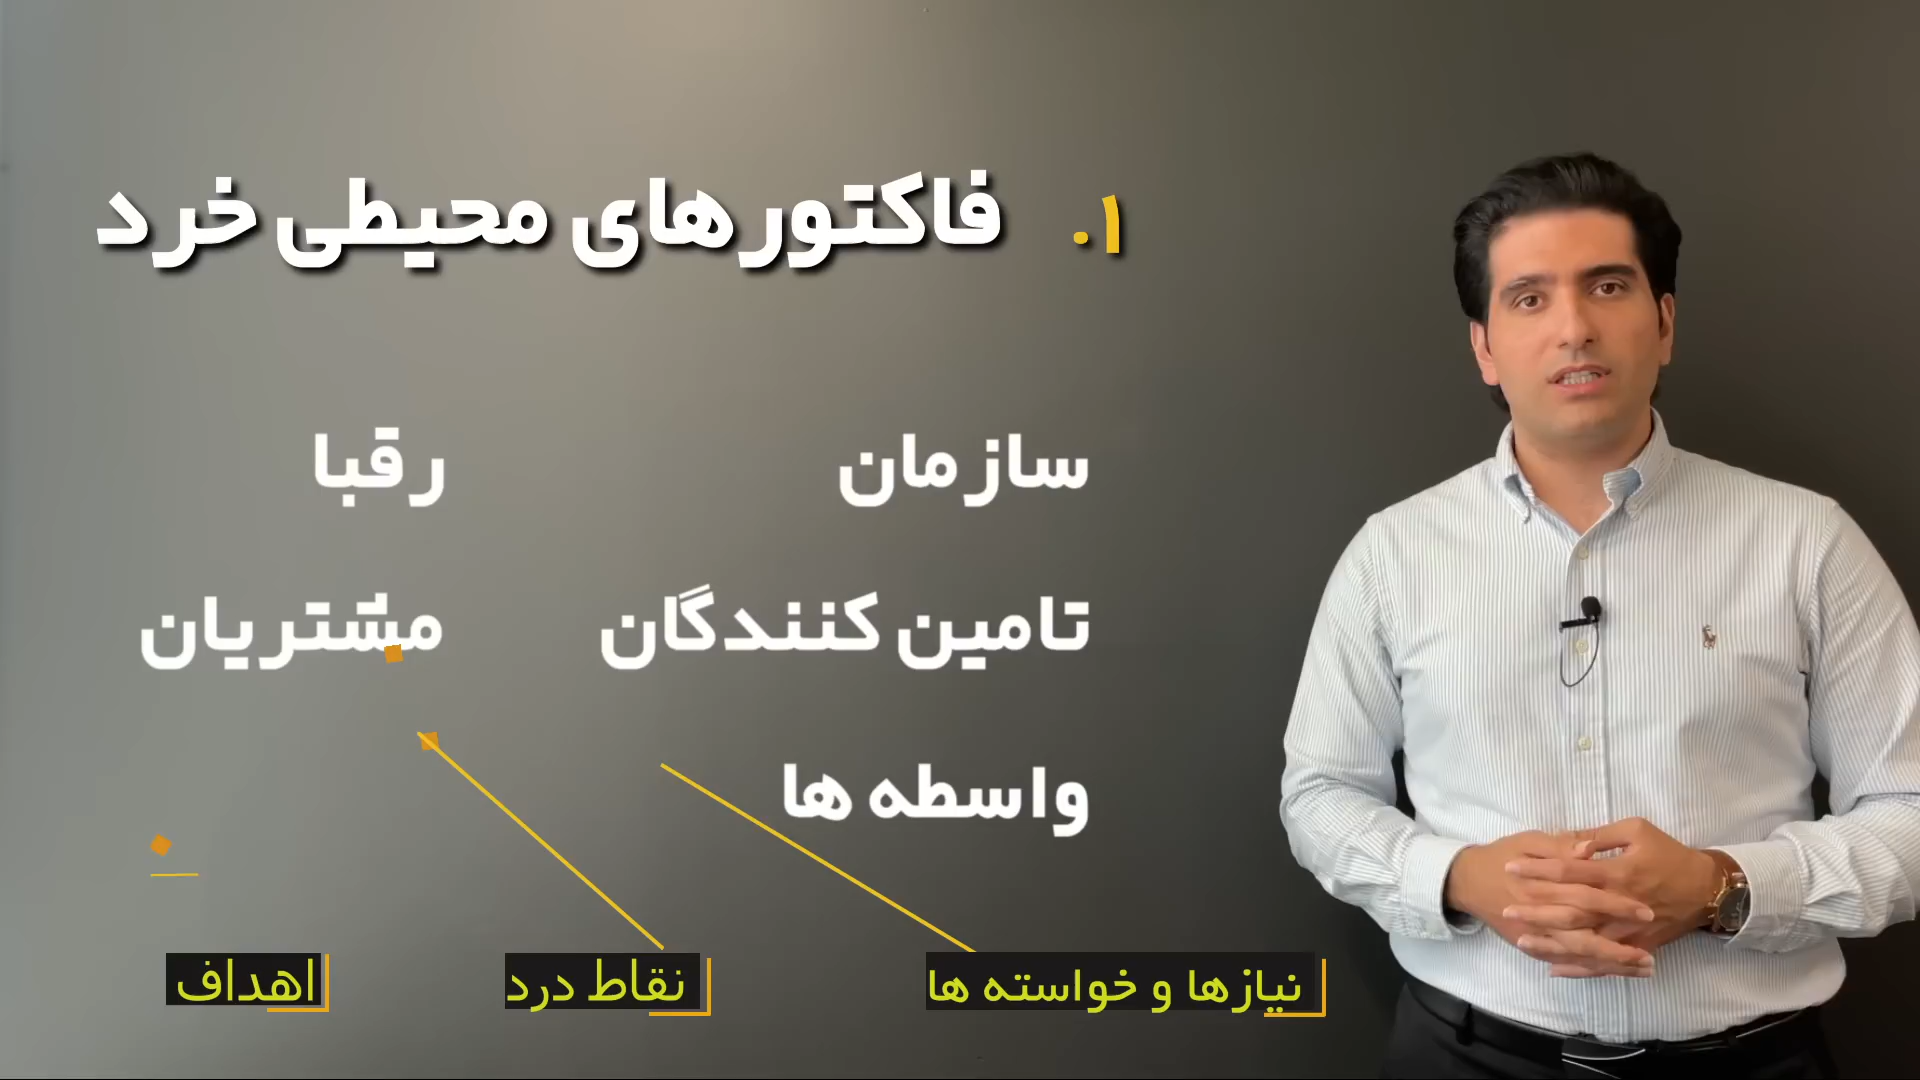 ۱. فاکتورهای محیطی خرد
سازمان
رقبا
تامین کنندگان
مشتریان
واسطه ها
نیازها و خواسته ها
نقاط درد
اهداف